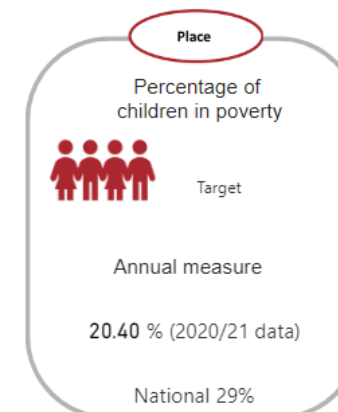 Place
Percentage of
children in poverty
Target
Annual measure
20.40 % (2020/21 data)
National 29%